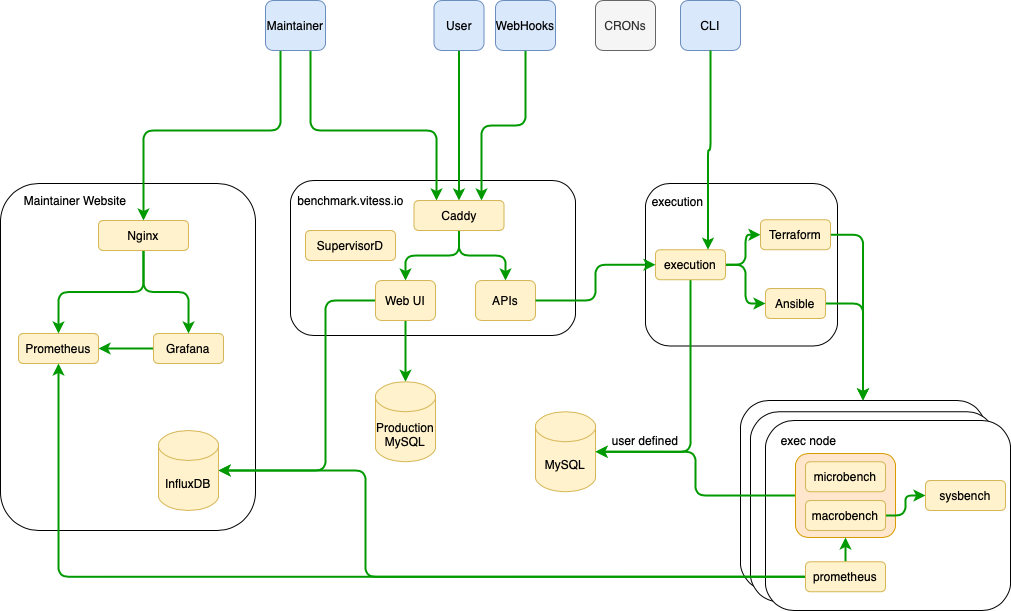 Maintainer
User
WebHooks
CRONs
CLI
Maintainer Website
benchmark.vitess.io
execution
Nginx
Caddy
SupervisorD
Terraform
execution
Web UI
APIs
Ansible
Prometheus
Grafana
Production
MySQL
user defined
exec node
InfluxDB
MySQL
microbench
macrobench
sysbench
prometheus